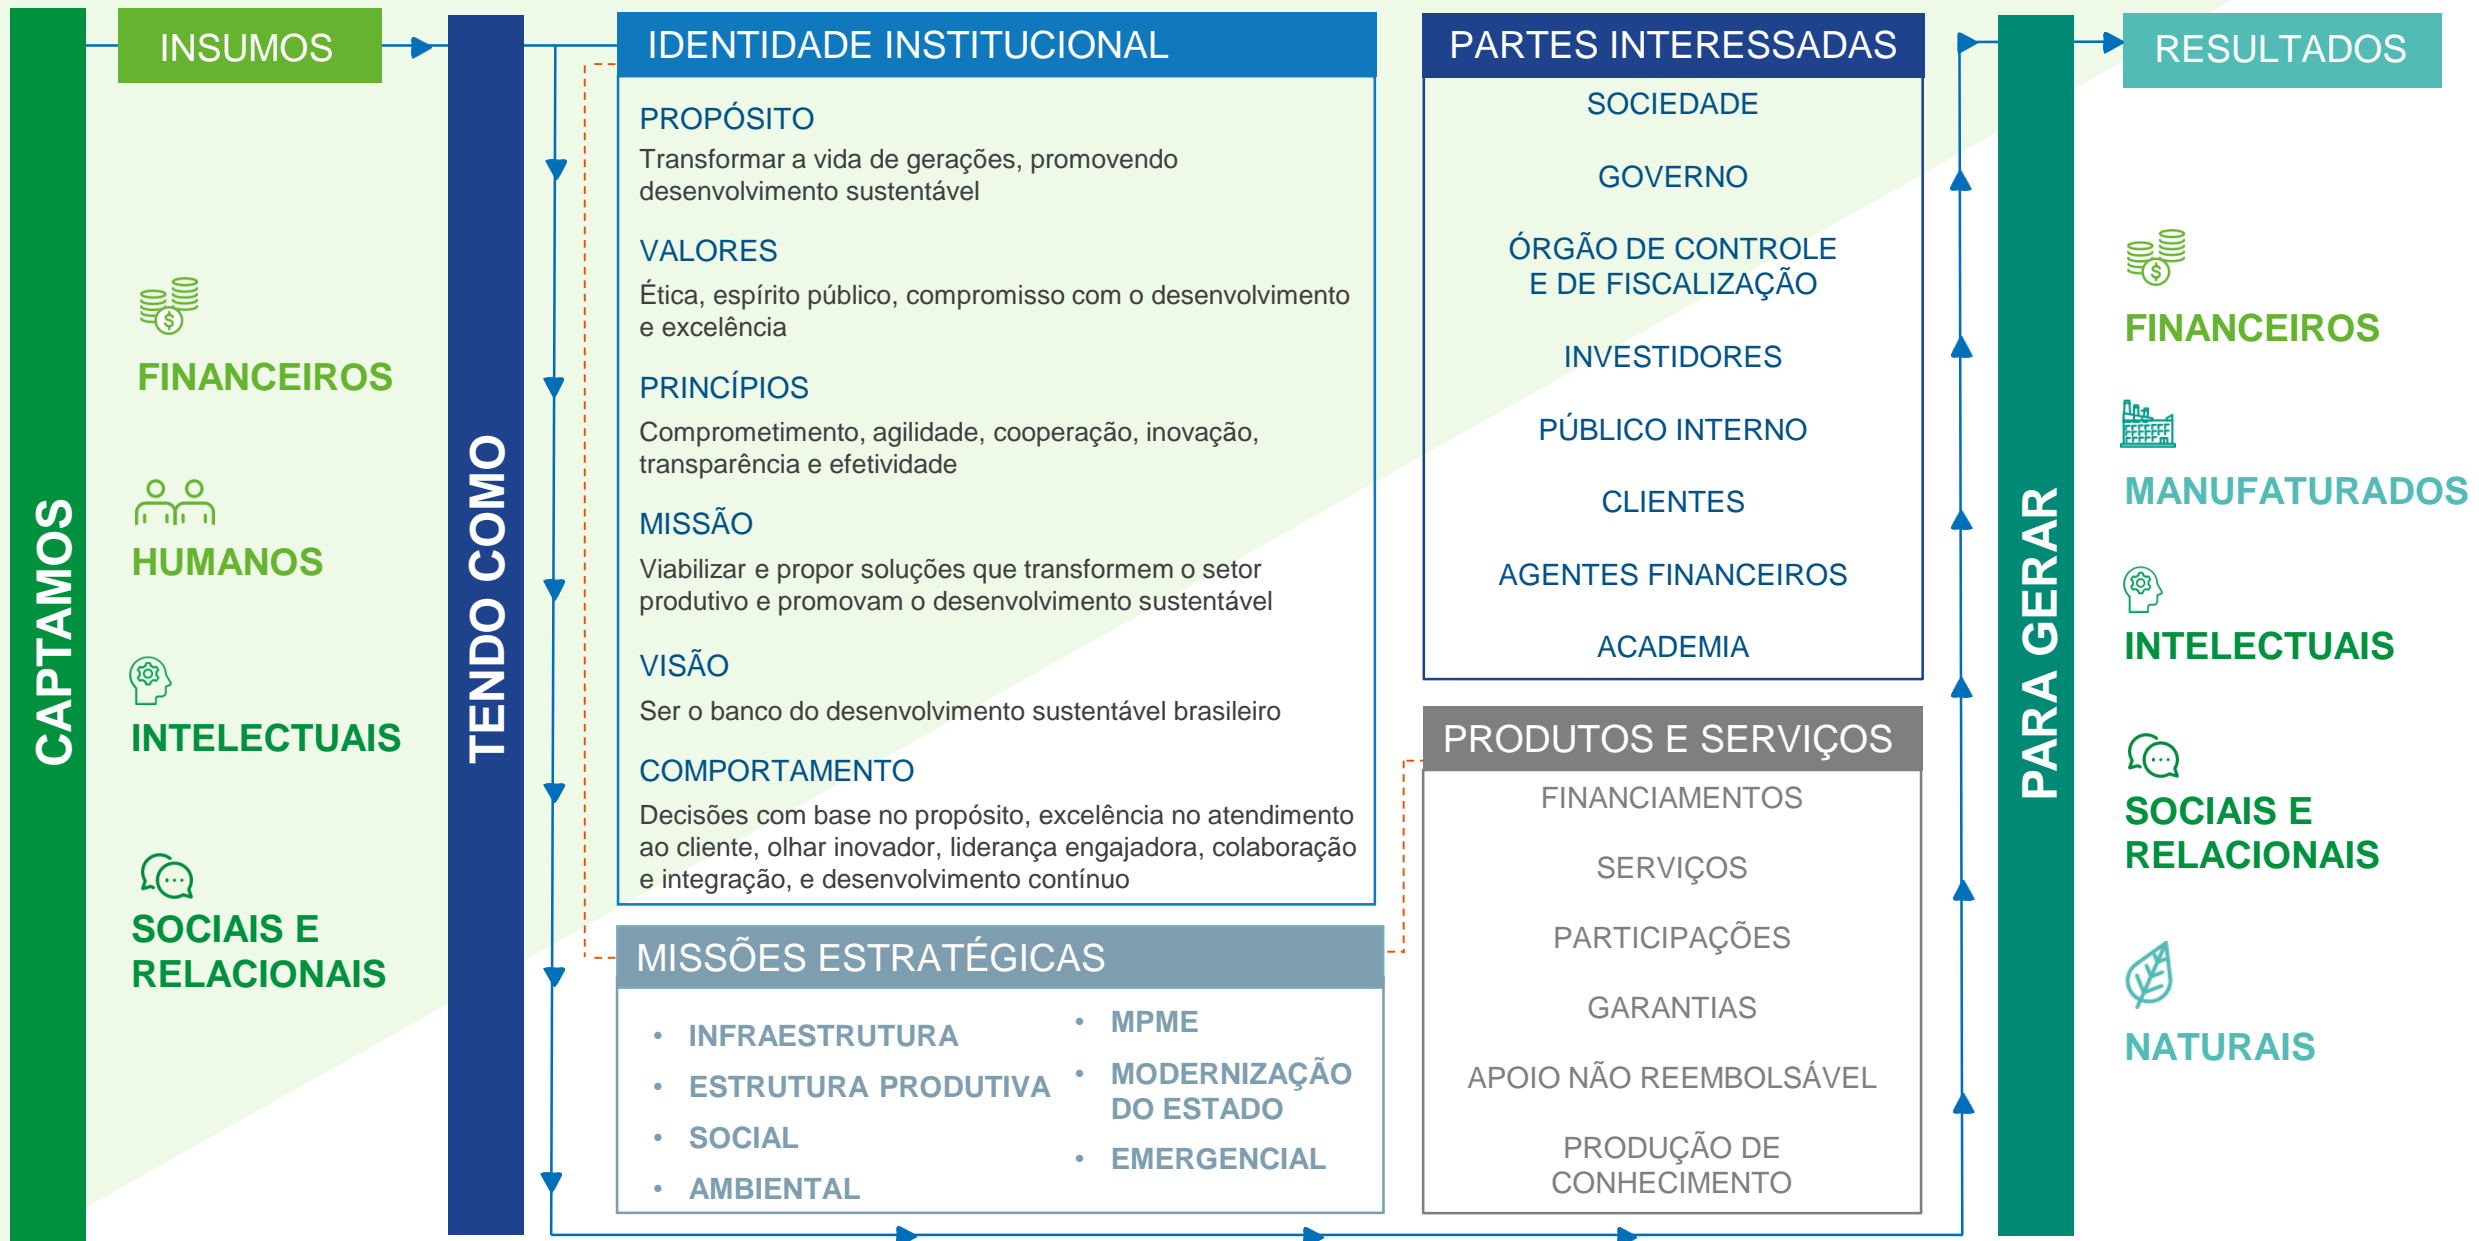 CAPTAMOS
INSUMOS
FINANCEIROS
HUMANOS
INTELECTUAIS
SOCIAIS E
RELACIONAIS
TENDO COMO
IDENTIDADE INSTITUCIONAL
PROPÓSITO
Transformar a vida de gerações, promovendo
desenvolvimento sustentável
VALORES
Ética, espírito público, compromisso com o desenvolvimento
e excelência
PRINCÍPIOS
Comprometimento, agilidade, cooperação, inovação,
transparência e efetividade
MISSÃO
Viabilizar e propor soluções que transformem o setor
produtivo e promovam o desenvolvimento sustentável
VISÃO
Ser o banco do desenvolvimento sustentável brasileiro
COMPORTAMENTO
Decisões com base no propósito, excelência no atendimento
ao cliente, olhar inovador, liderança engajadora, colaboração
e integração, e desenvolvimento contínuo
MISSÕES ESTRATÉGICAS
• INFRAESTRUTURA
• ESTRUTURA PRODUTIVA
• SOCIAL
• AMBIENTAL
• MPME
• MODERNIZAÇÃO
DO ESTADO
• EMERGENCIAL
PARTES INTERESSADAS
SOCIEDADE
GOVERNO
ÓRGÃO DE CONTROLE
E DE FISCALIZAÇÃO
INVESTIDORES
PÚBLICO INTERNO
CLIENTES
AGENTES FINANCEIROS
ACADEMIA
PRODUTOS E SERVIÇOS
FINANCIAMENTOS
SERVIÇOS
PARTICIPAÇÕES
GARANTIAS
APOIO NÃO REEMBOLSÁVEL
PRODUÇÃO DE
CONHECIMENTO
PARA GERAR
RESULTADOS
FINANCEIROS
MANUFATURADOS
INTELECTUAIS
SOCIAIS E
RELACIONAIS
NATURAIS